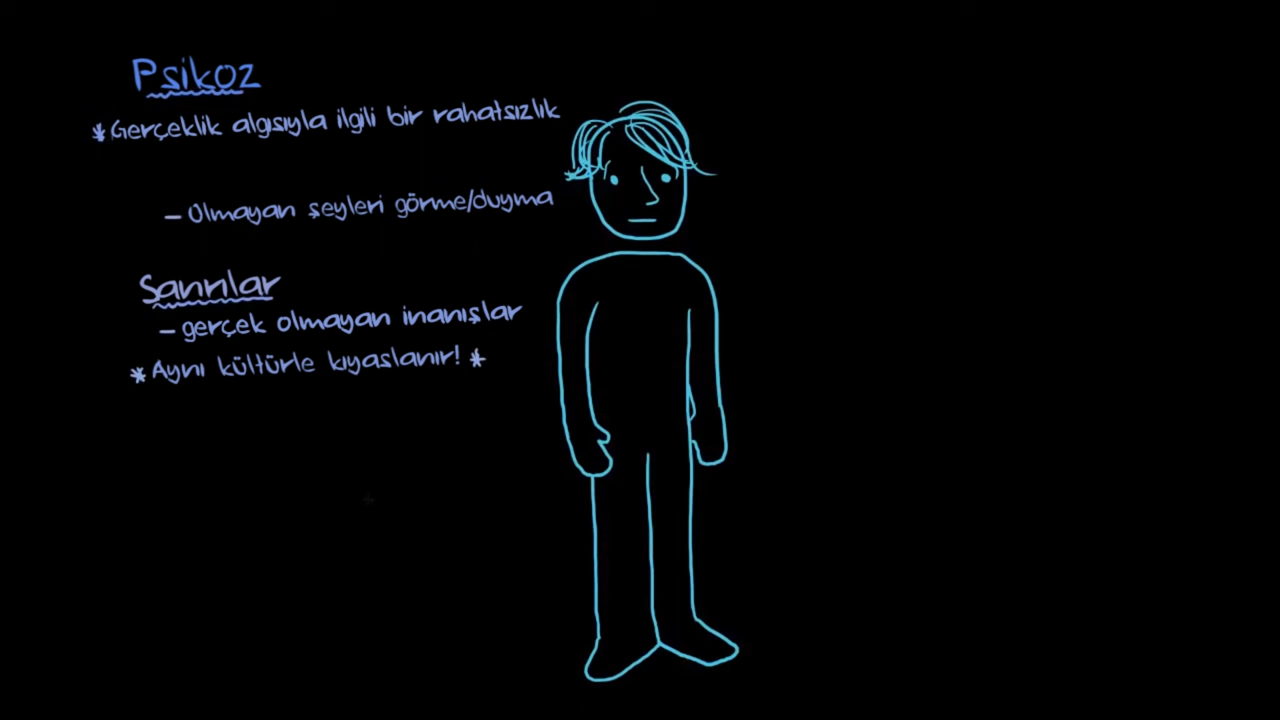 Psikoz
*Gerçeklik algısıyla ilgili bir rahatsızlık
- Olmayan şeyleri görme/duyma
Sanrılar
- gerçek olmayan inanışlar
*Aynı kültürle kıyaslanır!*